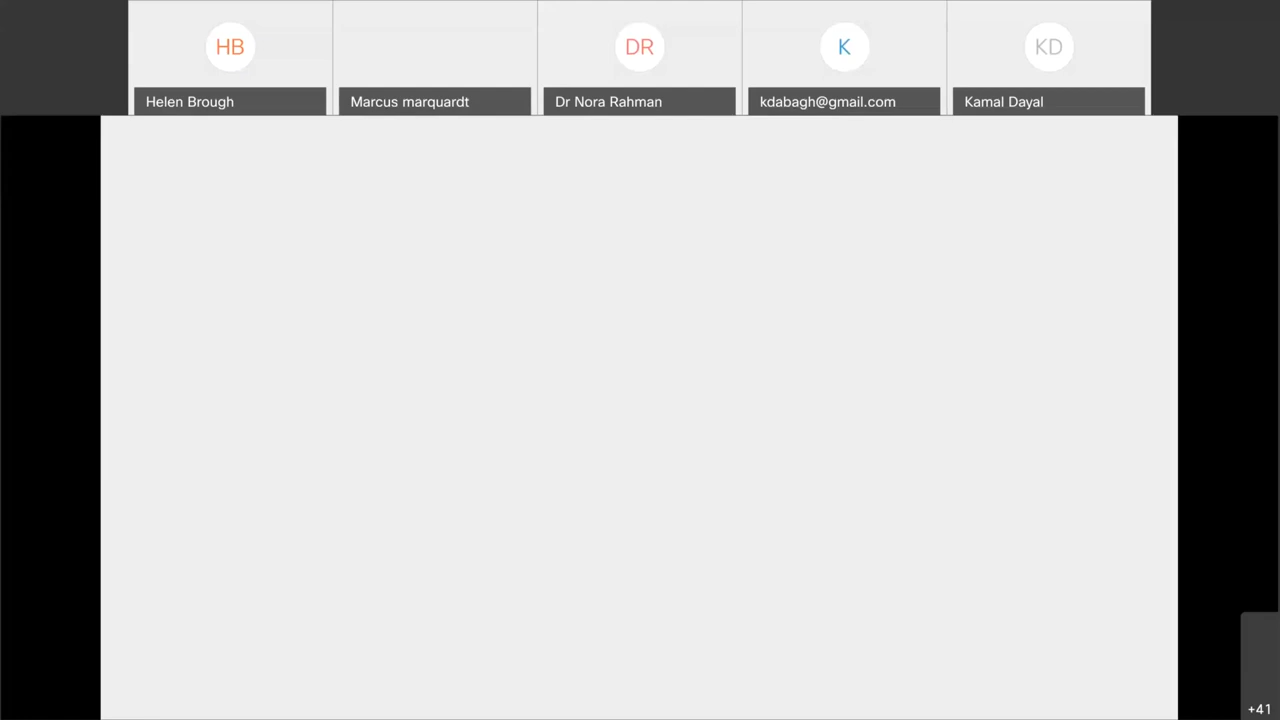 HB
DR
K
KD
Helen Brough
Marcus marquardt
Dr Nora Rahman
kdabagh@gmail.com
Kamal Dayal
+41